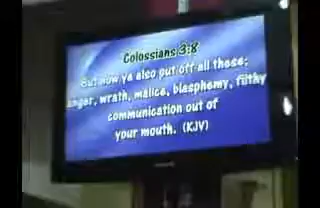 Colossians 3:8
But now ye also put off all these;
anger, wrath, malice, blasphemy, filthy
communication out of
your mouth. (KJV)